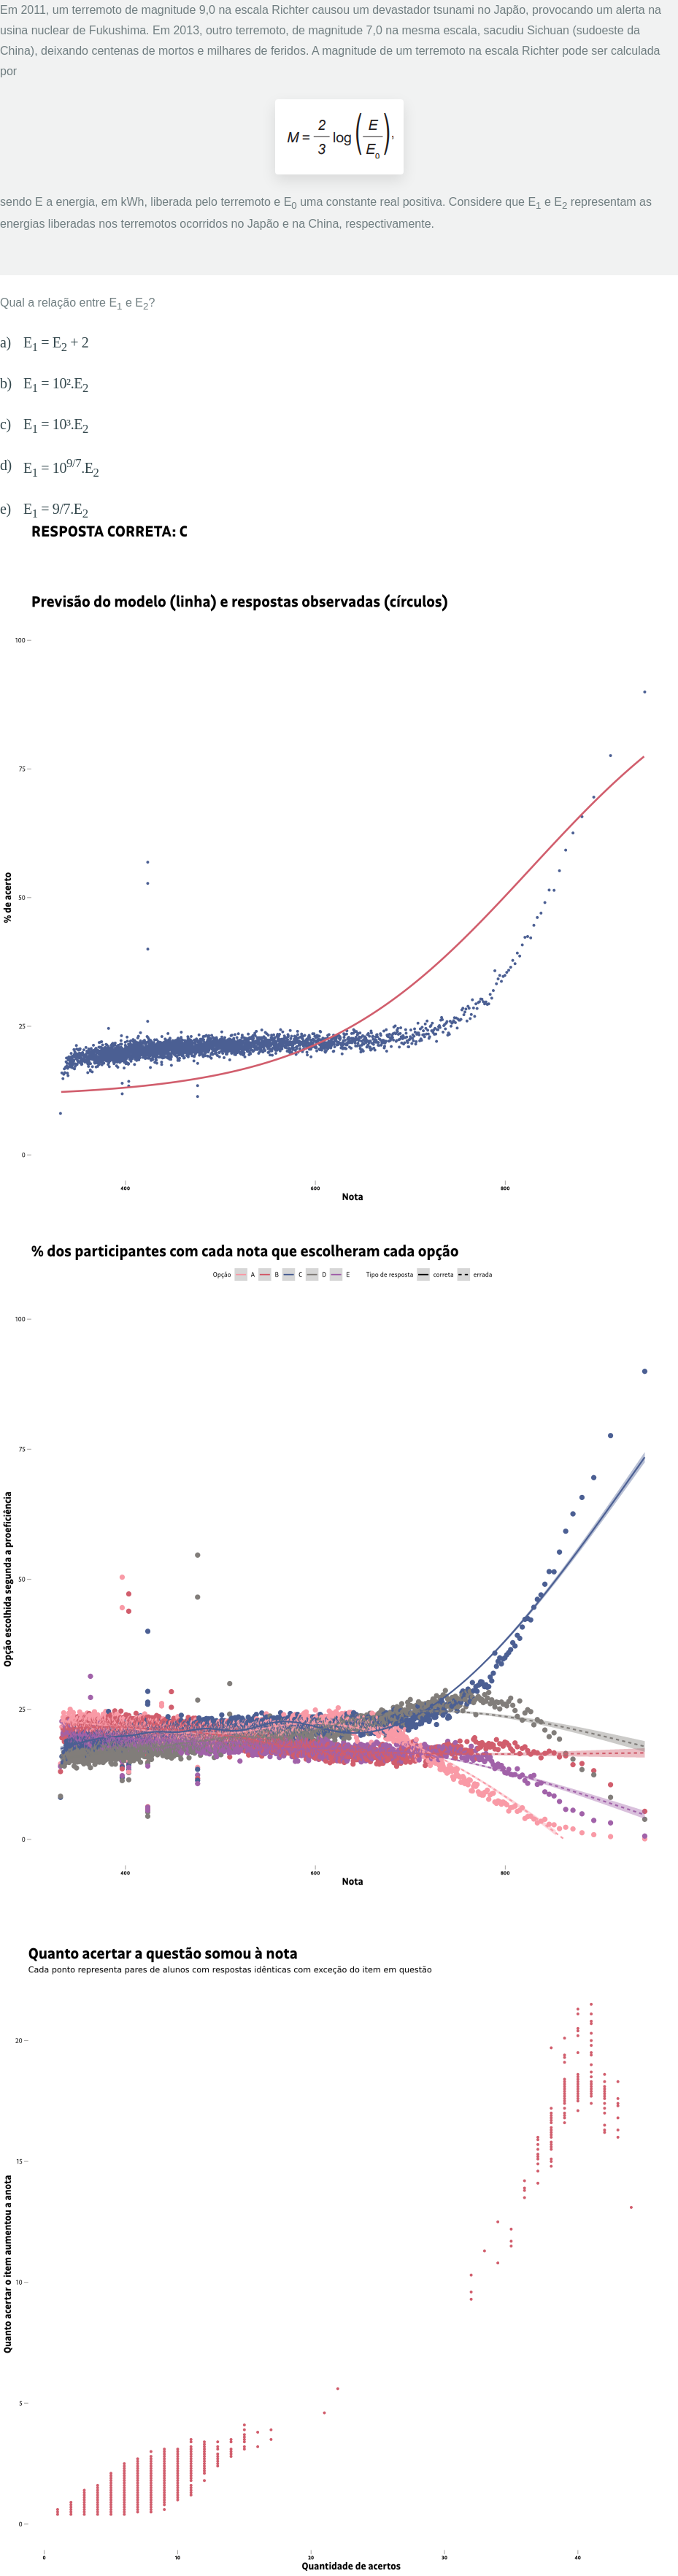 Em 2011, um terremoto de magnitude 9,0 na escala Richter causou um devastador tsunami no Japão, provocando um alerta na
usina nuclear de Fukushima. Em 2013, outro terremoto, de magnitude 7,0 na mesma escala, sacudiu Sichuan (sudoeste da
China), deixando centenas de mortos e milhares de feridos. A magnitude de um terremoto na escala Richter pode ser calculada
por
M = 2/3 log (E/E₀),
sendo E a energia, em kWh, liberada pelo terremoto e E₀ uma constante real positiva. Considere que E₁ e E₂ representam as
energias liberadas nos terremotos ocorridos no Japão e na China, respectivamente.
Qual a relação entre E₁ e E₂?
a) E₁ = E₂ + 2
b) E₁ = 10².E₂
c) E₁ = 10³.E₂
d) E₁ = 10^9/7.E₂
e) E₁ = 9/7.E₂
RESPOSTA CORRETA: C
Previsão do modelo (linha) e respostas observadas (círculos)
100
75
50
25
0
% de acerto
400 600 800
Nota
% dos participantes com cada nota que escolheram cada opção
Opção A B C D E Tipo de resposta correta errada
100
75
50
25
0
Opção escolhida segunda a proeficiência
400 600 800
Nota
Quanto acertar a questão somou à nota
Cada ponto representa pares de alunos com respostas idênticas com exceção do item em questão
20
15
10
5
0
Quanto acertar o item aumentou a anota
0 10 20 30 40
Quantidade de acertos